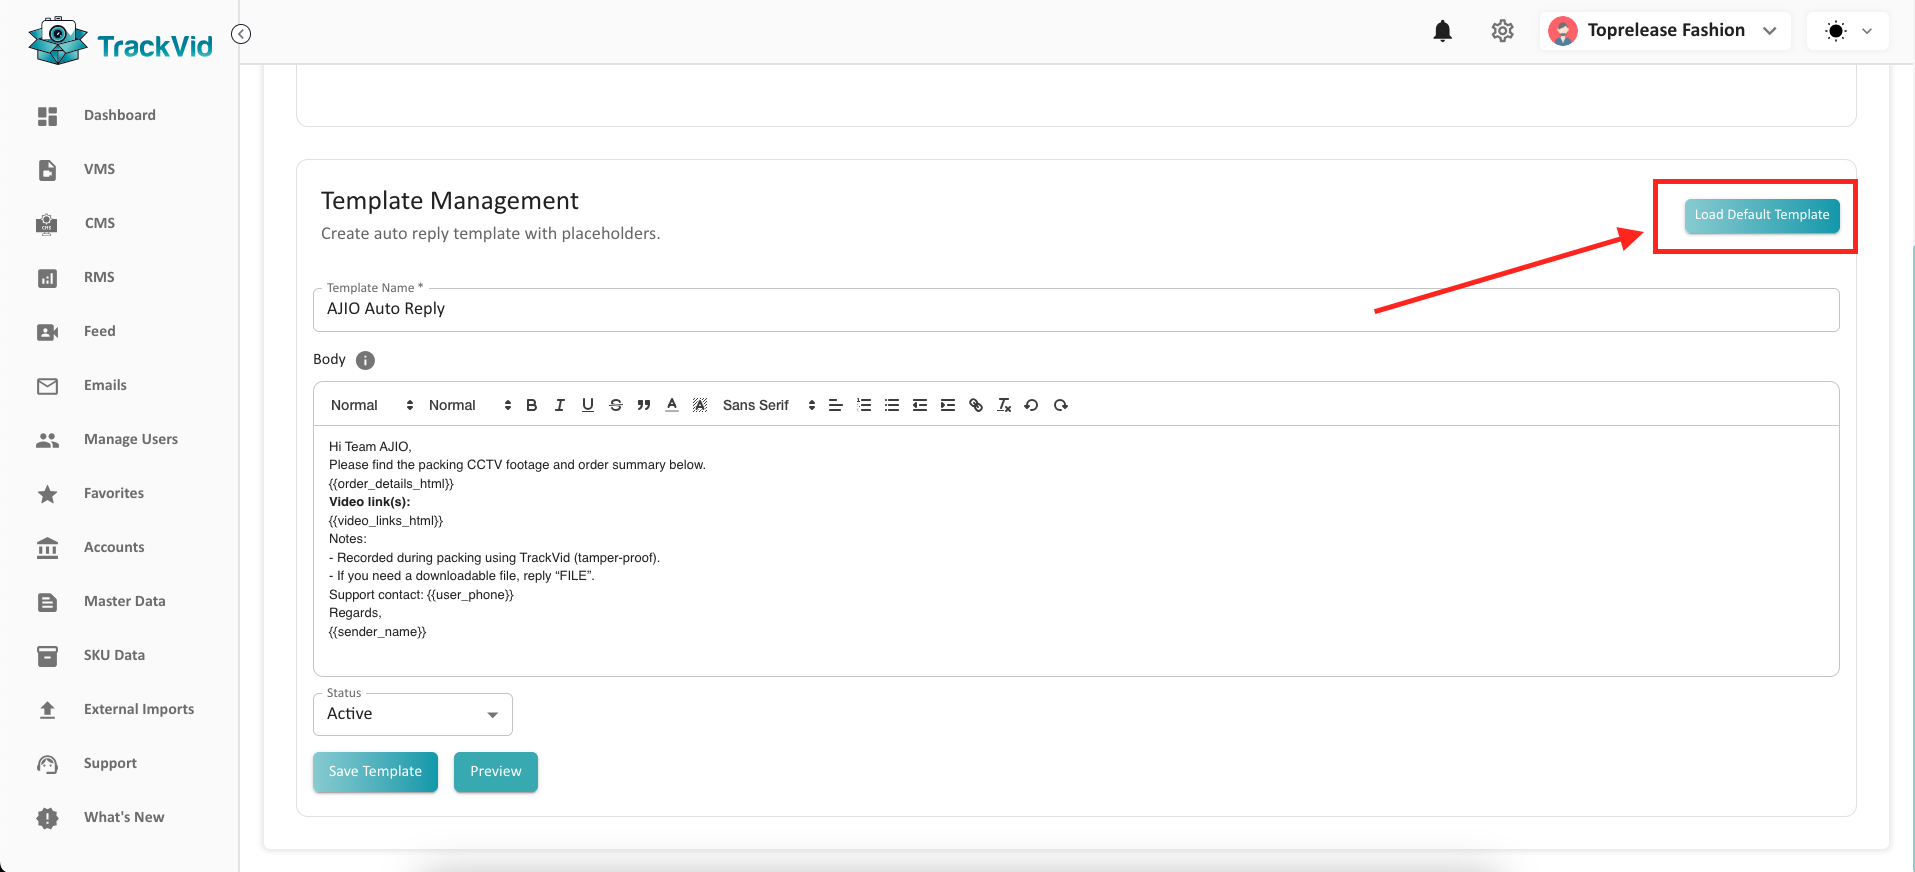 TrackVid
Toprelease Fashion
Dashboard
VMS
CMS
RMS
Feed
Emails
Manage Users
Favorites
Accounts
Master Data
SKU Data
External Imports
Support
What's New
Template Management
Create auto reply template with placeholders.
Load Default Template
Template Name *
AJIO Auto Reply
Body
Normal Normal Sans Serif
Hi Team AJIO,
Please find the packing CCTV footage and order summary below.
{{order_details_html}}
Video link(s):
{{video_links_html}}
Notes:
- Recorded during packing using TrackVid (tamper-proof).
- If you need a downloadable file, reply “FILE”.
Support contact: {{user_phone}}
Regards,
{{sender_name}}
Status
Active
Save Template Preview